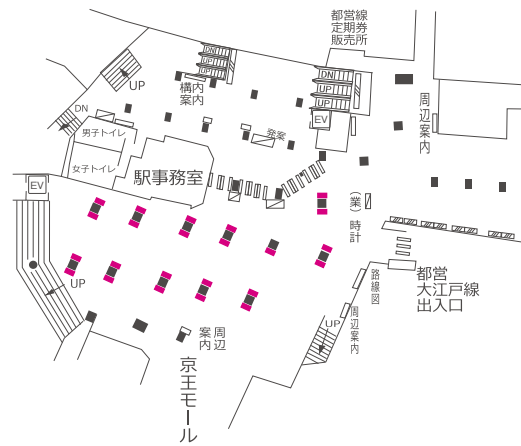 都営線
定期券
販売所
DN
UP
UP
DN
UP
UP
EV
UP
構内
案内
DN
男子トイレ
女子トイレ
発案
周辺案内
駅事務室
EV
(業)
時計
UP
都営
大江戸線
出入口
路線図
周辺案内
UP
周辺
案内
京王モール